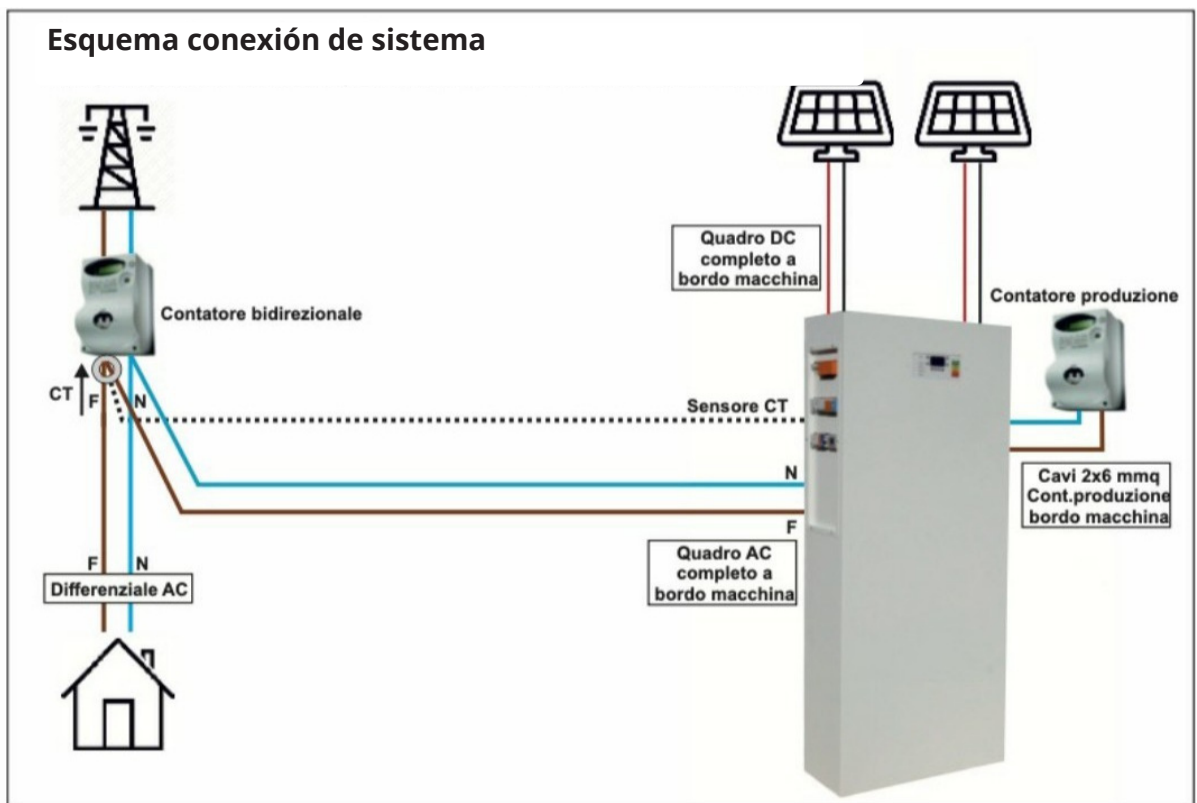 Esquema conexión de sistema
Quadro DC
completo a
bordo macchina
Contatore produzione
Contatore bidirezionale
CT
F
N
Sensore CT
N
F
Cavi 2x6 mmq
Cont.produzione
bordo macchina
Quadro AC
completo a
bordo macchina
F
N
Differenziale AC